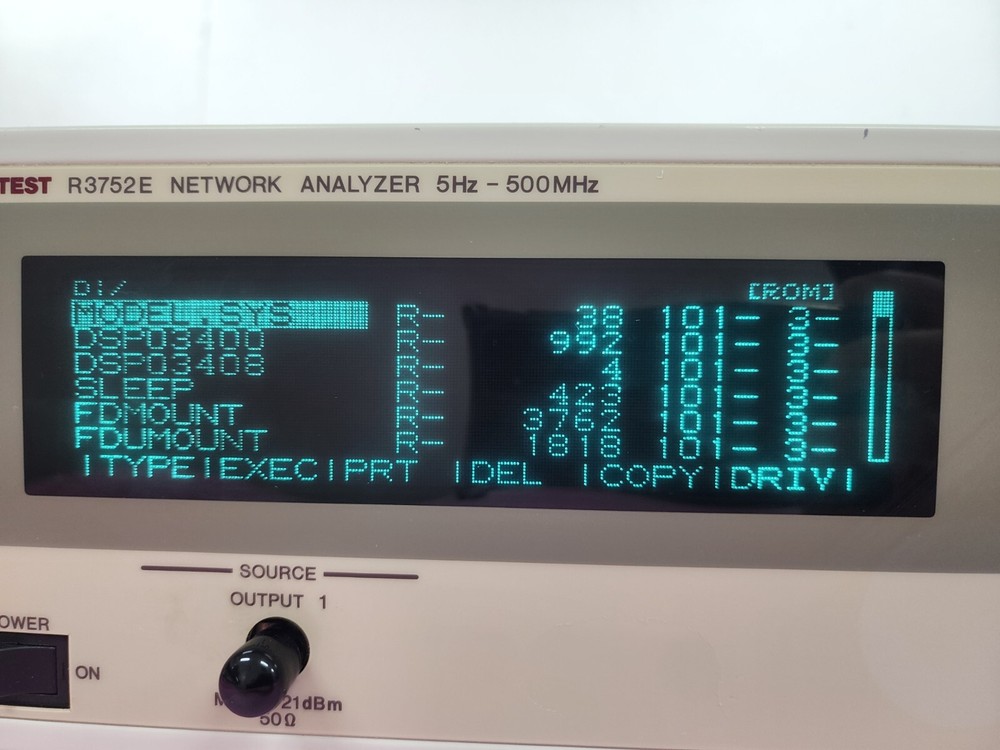 TEST R3752E NETWORK ANALYZER 5Hz - 500MHz
D:/ [ROM]
MODEL.SYS R- 38 101- 3-
DSP03400 R- 992 101- 3-
DSP03408 R- 4 101- 3-
SLEEP R- 423 101- 3-
FDMOUNT R- 3762 101- 3-
FDUMOUNT R- 1818 101- 3-
|TYPE|EXEC|PRT |DEL |COPY|DRIV|
SOURCE
OUTPUT 1
OWER
ON
21dBm
50Ω